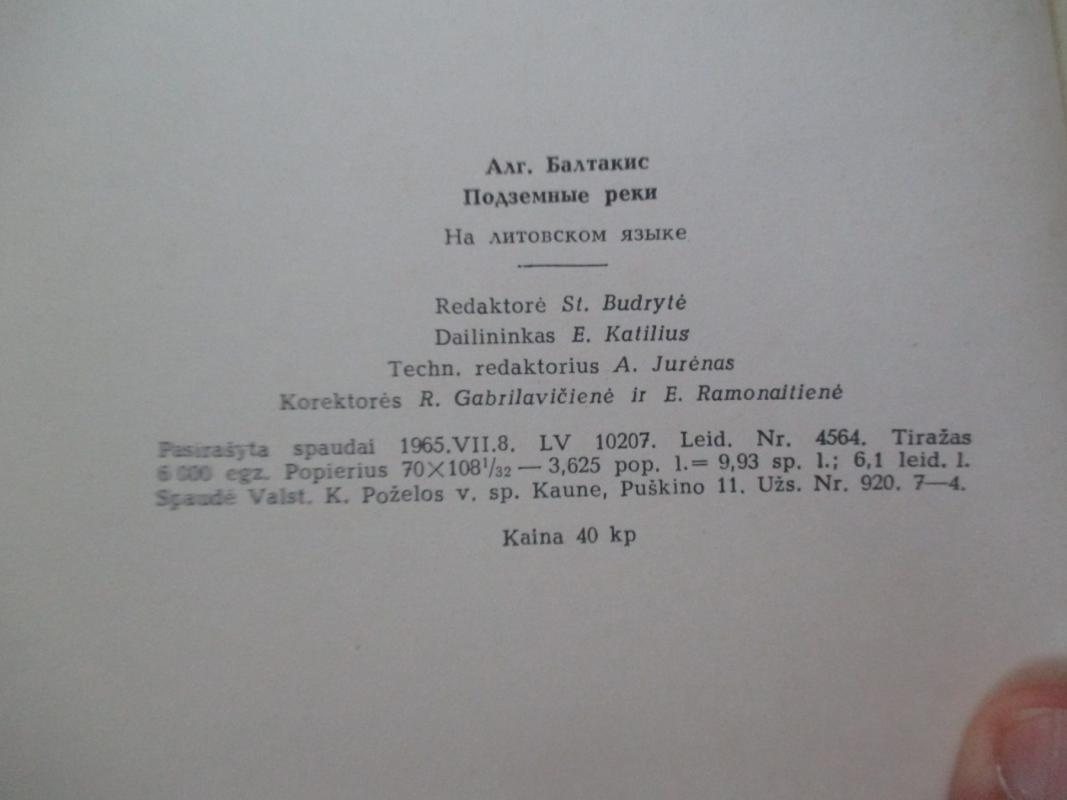 Алг. Балтакис
Подземные реки
На литовском языке
Redaktorė St. Budrytė
Dailininkas E. Katilius
Techn. redaktorius A. Jurėnas
Korektorės R. Gabrilavičienė ir E. Ramonaitienė
Pasirašyta spaudai 1965.VII.8. LV 10207. Leid. Nr. 4564. Tiražas
6 000 egz. Popierius 70×108¹/₃₂ — 3,625 pop. l.= 9,93 sp. l.; 6,1 leid. l.
Spaudė Valst. K. Poželos v. sp. Kaune, Puškino 11. Užs. Nr. 920. 7—4.
Kaina 40 kp